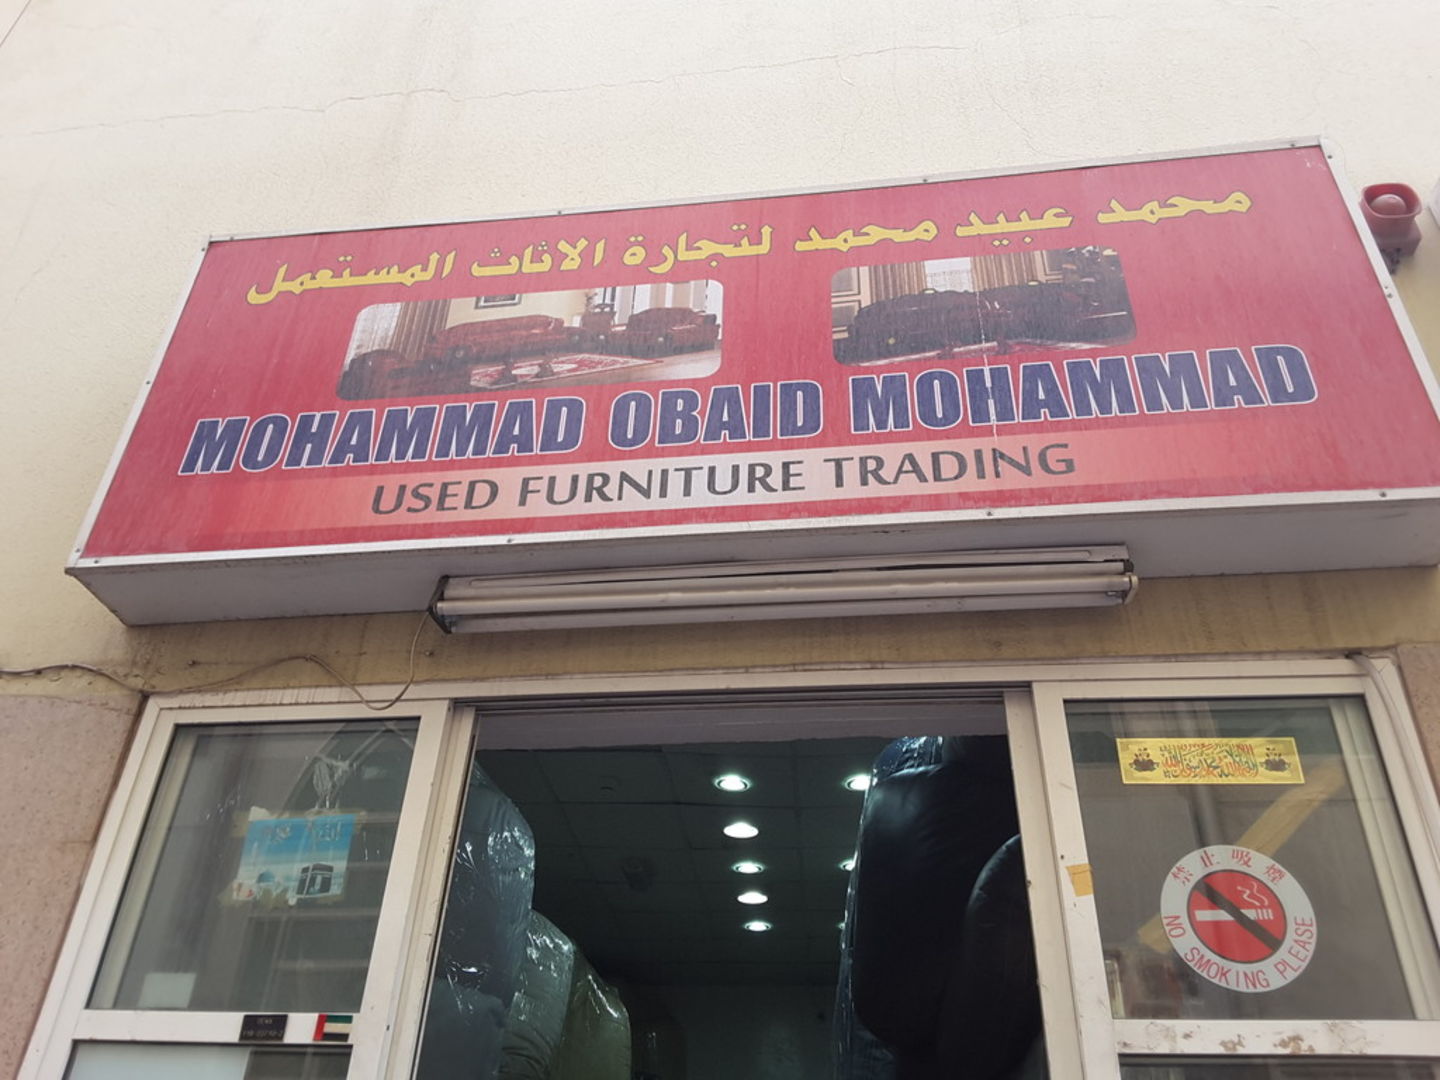 محمد عبيد محمد لتجارة الاثاث المستعمل
MOHAMMAD OBAID MOHAMMAD
USED FURNITURE TRADING
禁止吸煙
NO SMOKING PLEASE